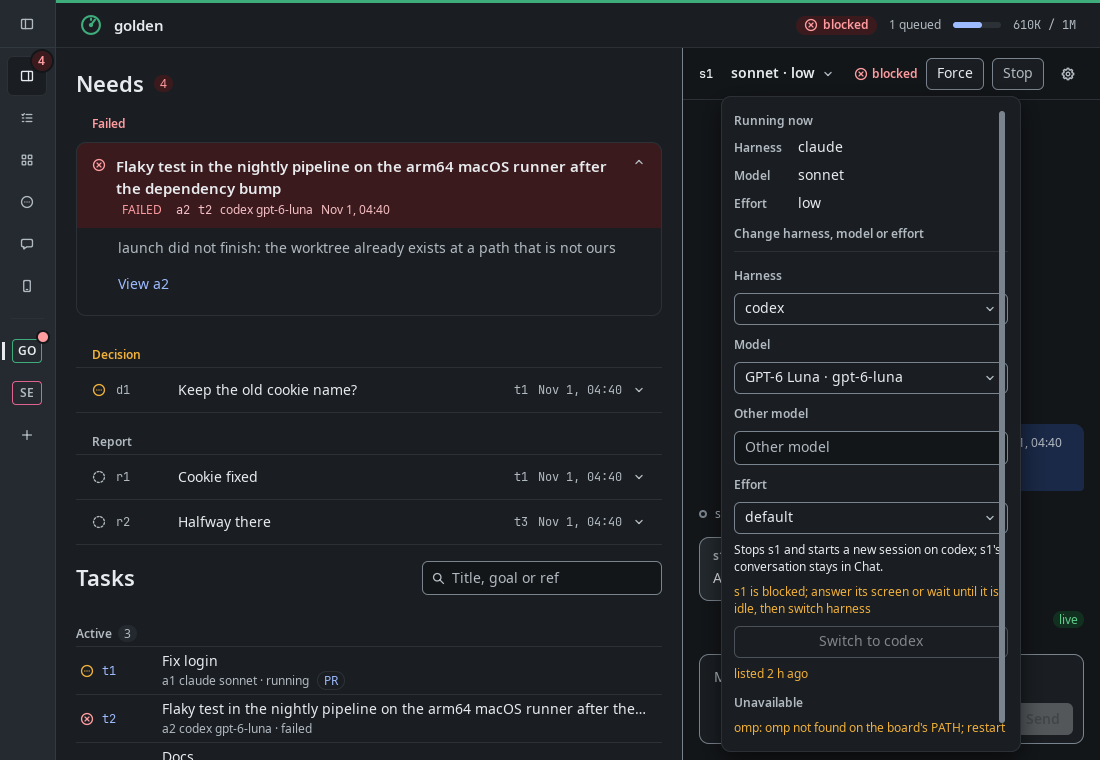 golden
blocked
1 queued
610K / 1M
4
Needs
4
Failed
Flaky test in the nightly pipeline on the arm64 macOS runner after
the dependency bump
FAILED a2 t2 codex gpt-6-luna Nov 1, 04:40
launch did not finish: the worktree already exists at a path that is not ours
View a2
Decision
d1 Keep the old cookie name? t1 Nov 1, 04:40
Report
r1 Cookie fixed t1 Nov 1, 04:40
r2 Halfway there t3 Nov 1, 04:40
Tasks
Title, goal or ref
Active 3
t1 Fix login
a1 claude sonnet · running PR
t2 Flaky test in the nightly pipeline on the arm64 macOS runner after the…
a2 codex gpt-6-luna · failed
Docs
GO
SE
s1 sonnet · low blocked Force Stop
Running now
Harness claude
Model sonnet
Effort low
Change harness, model or effort
Harness
codex
Model
GPT-6 Luna · gpt-6-luna
Other model
Other model
Effort
default
Stops s1 and starts a new session on codex; s1's
conversation stays in Chat.
s1 is blocked; answer its screen or wait until it is
idle, then switch harness
Switch to codex
listed 2 h ago
Unavailable
omp: omp not found on the board's PATH; restart
, 04:40
live
Send